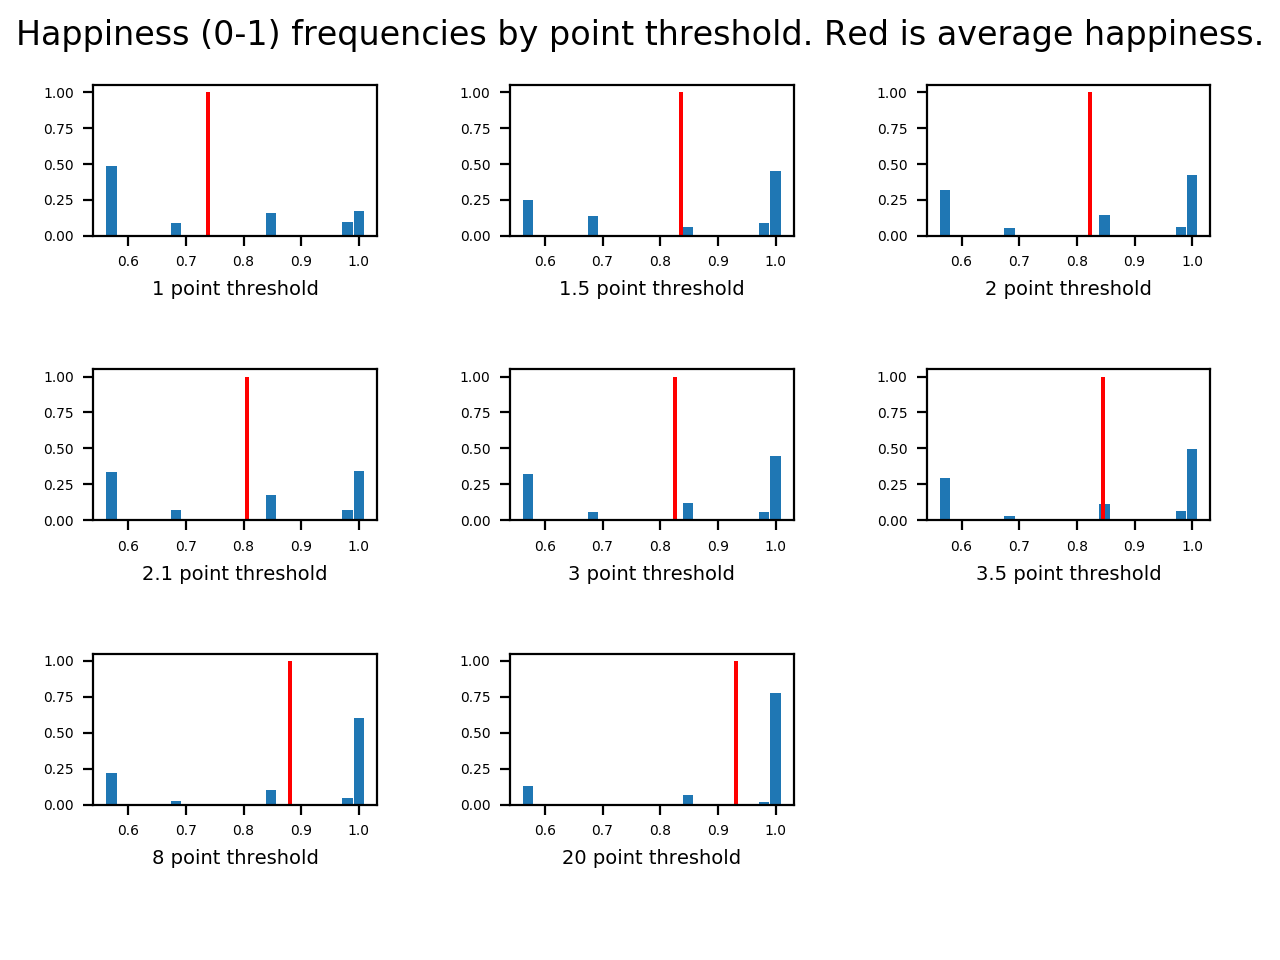 Happiness (0-1) frequencies by point threshold. Red is average happiness.
1.00 1.00 1.00
0.75 0.75 0.75
0.50 0.50 0.50
0.25 0.25 0.25
0.00 0.00 0.00
0.6 0.7 0.8 0.9 1.0 0.6 0.7 0.8 0.9 1.0 0.6 0.7 0.8 0.9 1.0
1 point threshold 1.5 point threshold 2 point threshold
1.00 1.00 1.00
0.75 0.75 0.75
0.50 0.50 0.50
0.25 0.25 0.25
0.00 0.00 0.00
0.6 0.7 0.8 0.9 1.0 0.6 0.7 0.8 0.9 1.0 0.6 0.7 0.8 0.9 1.0
2.1 point threshold 3 point threshold 3.5 point threshold
1.00 1.00
0.75 0.75
0.50 0.50
0.25 0.25
0.00 0.00
0.6 0.7 0.8 0.9 1.0 0.6 0.7 0.8 0.9 1.0
8 point threshold 20 point threshold